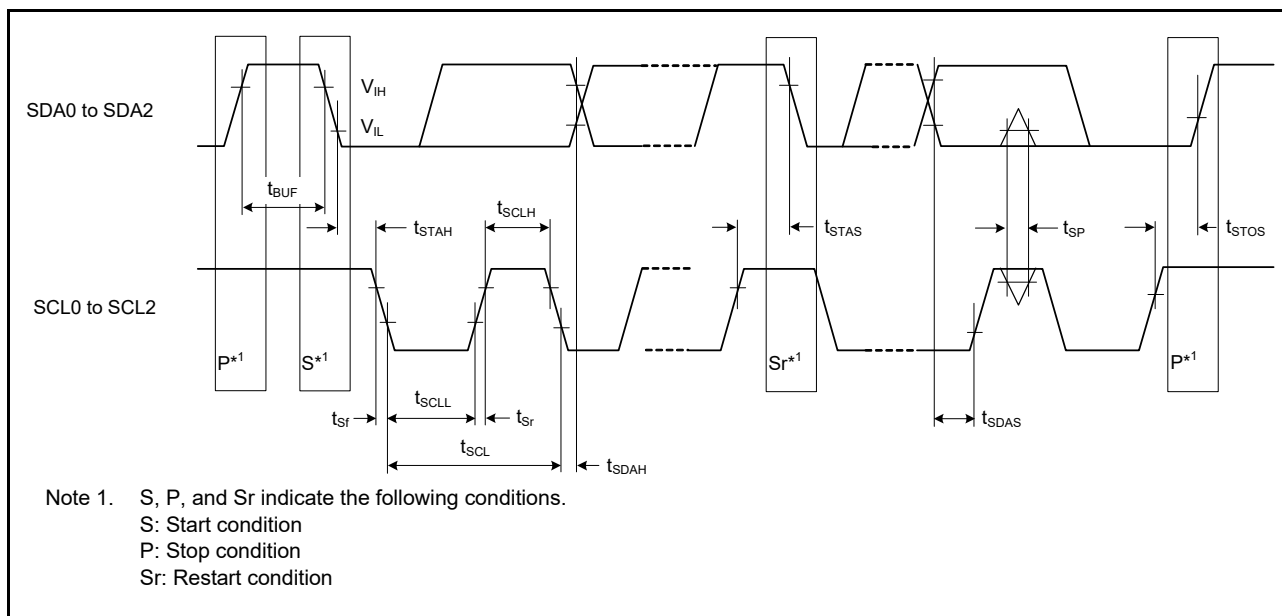 SDA0 to SDA2
VIH
VIL
tBUF
tSTAH
tSCLH
tSTAS
tSP
tSTOS
SCL0 to SCL2
P*1
S*1
Sr*1
P*1
tSf
tSCLL
tSr
tSCL
tSDAH
tSDAS
Note 1. S, P, and Sr indicate the following conditions.
S: Start condition
P: Stop condition
Sr: Restart condition